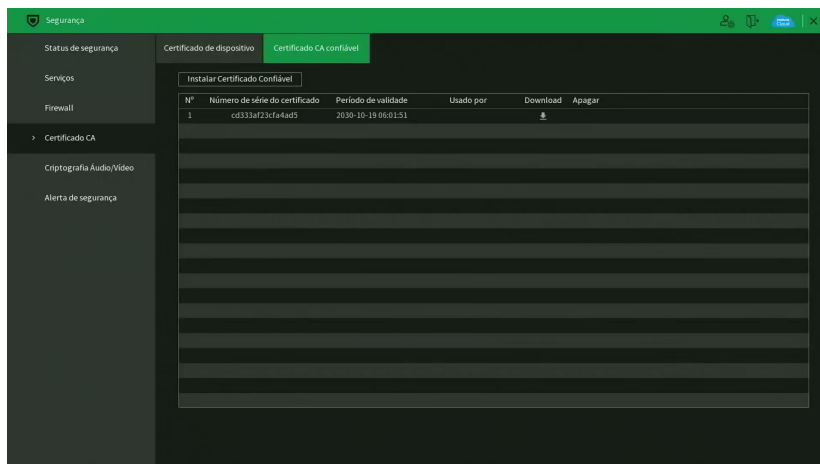 Segurança
Status de segurança
Serviços
Firewall
> Certificado CA
Criptografia Áudio/Vídeo
Alerta de segurança
Certificado de dispositivo Certificado CA confiável
Instalar Certificado Confiável
N° Número de série do certificado Período de validade Usado por Download Apagar
1 cd333af23cfa4ad5 2030-10-19 06:01:51
Cloud